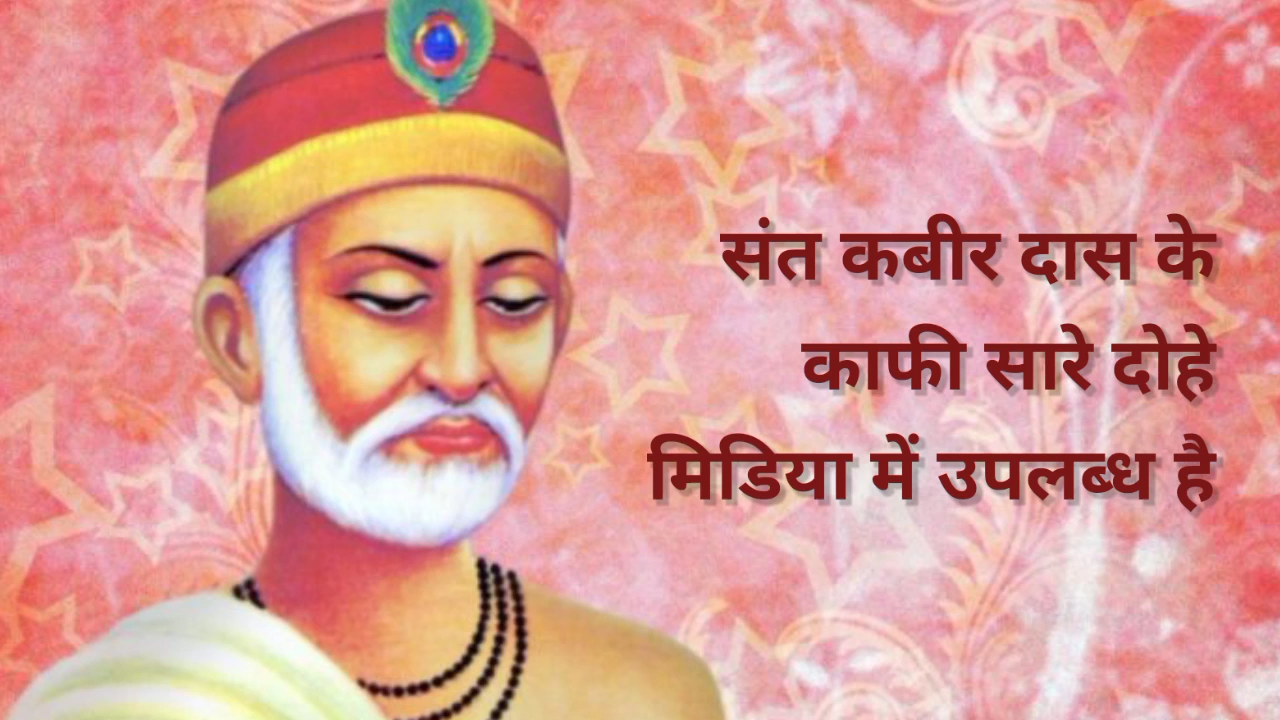 संत कबीर दास के
काफी सारे दोहे
मिडिया में उपलब्ध है